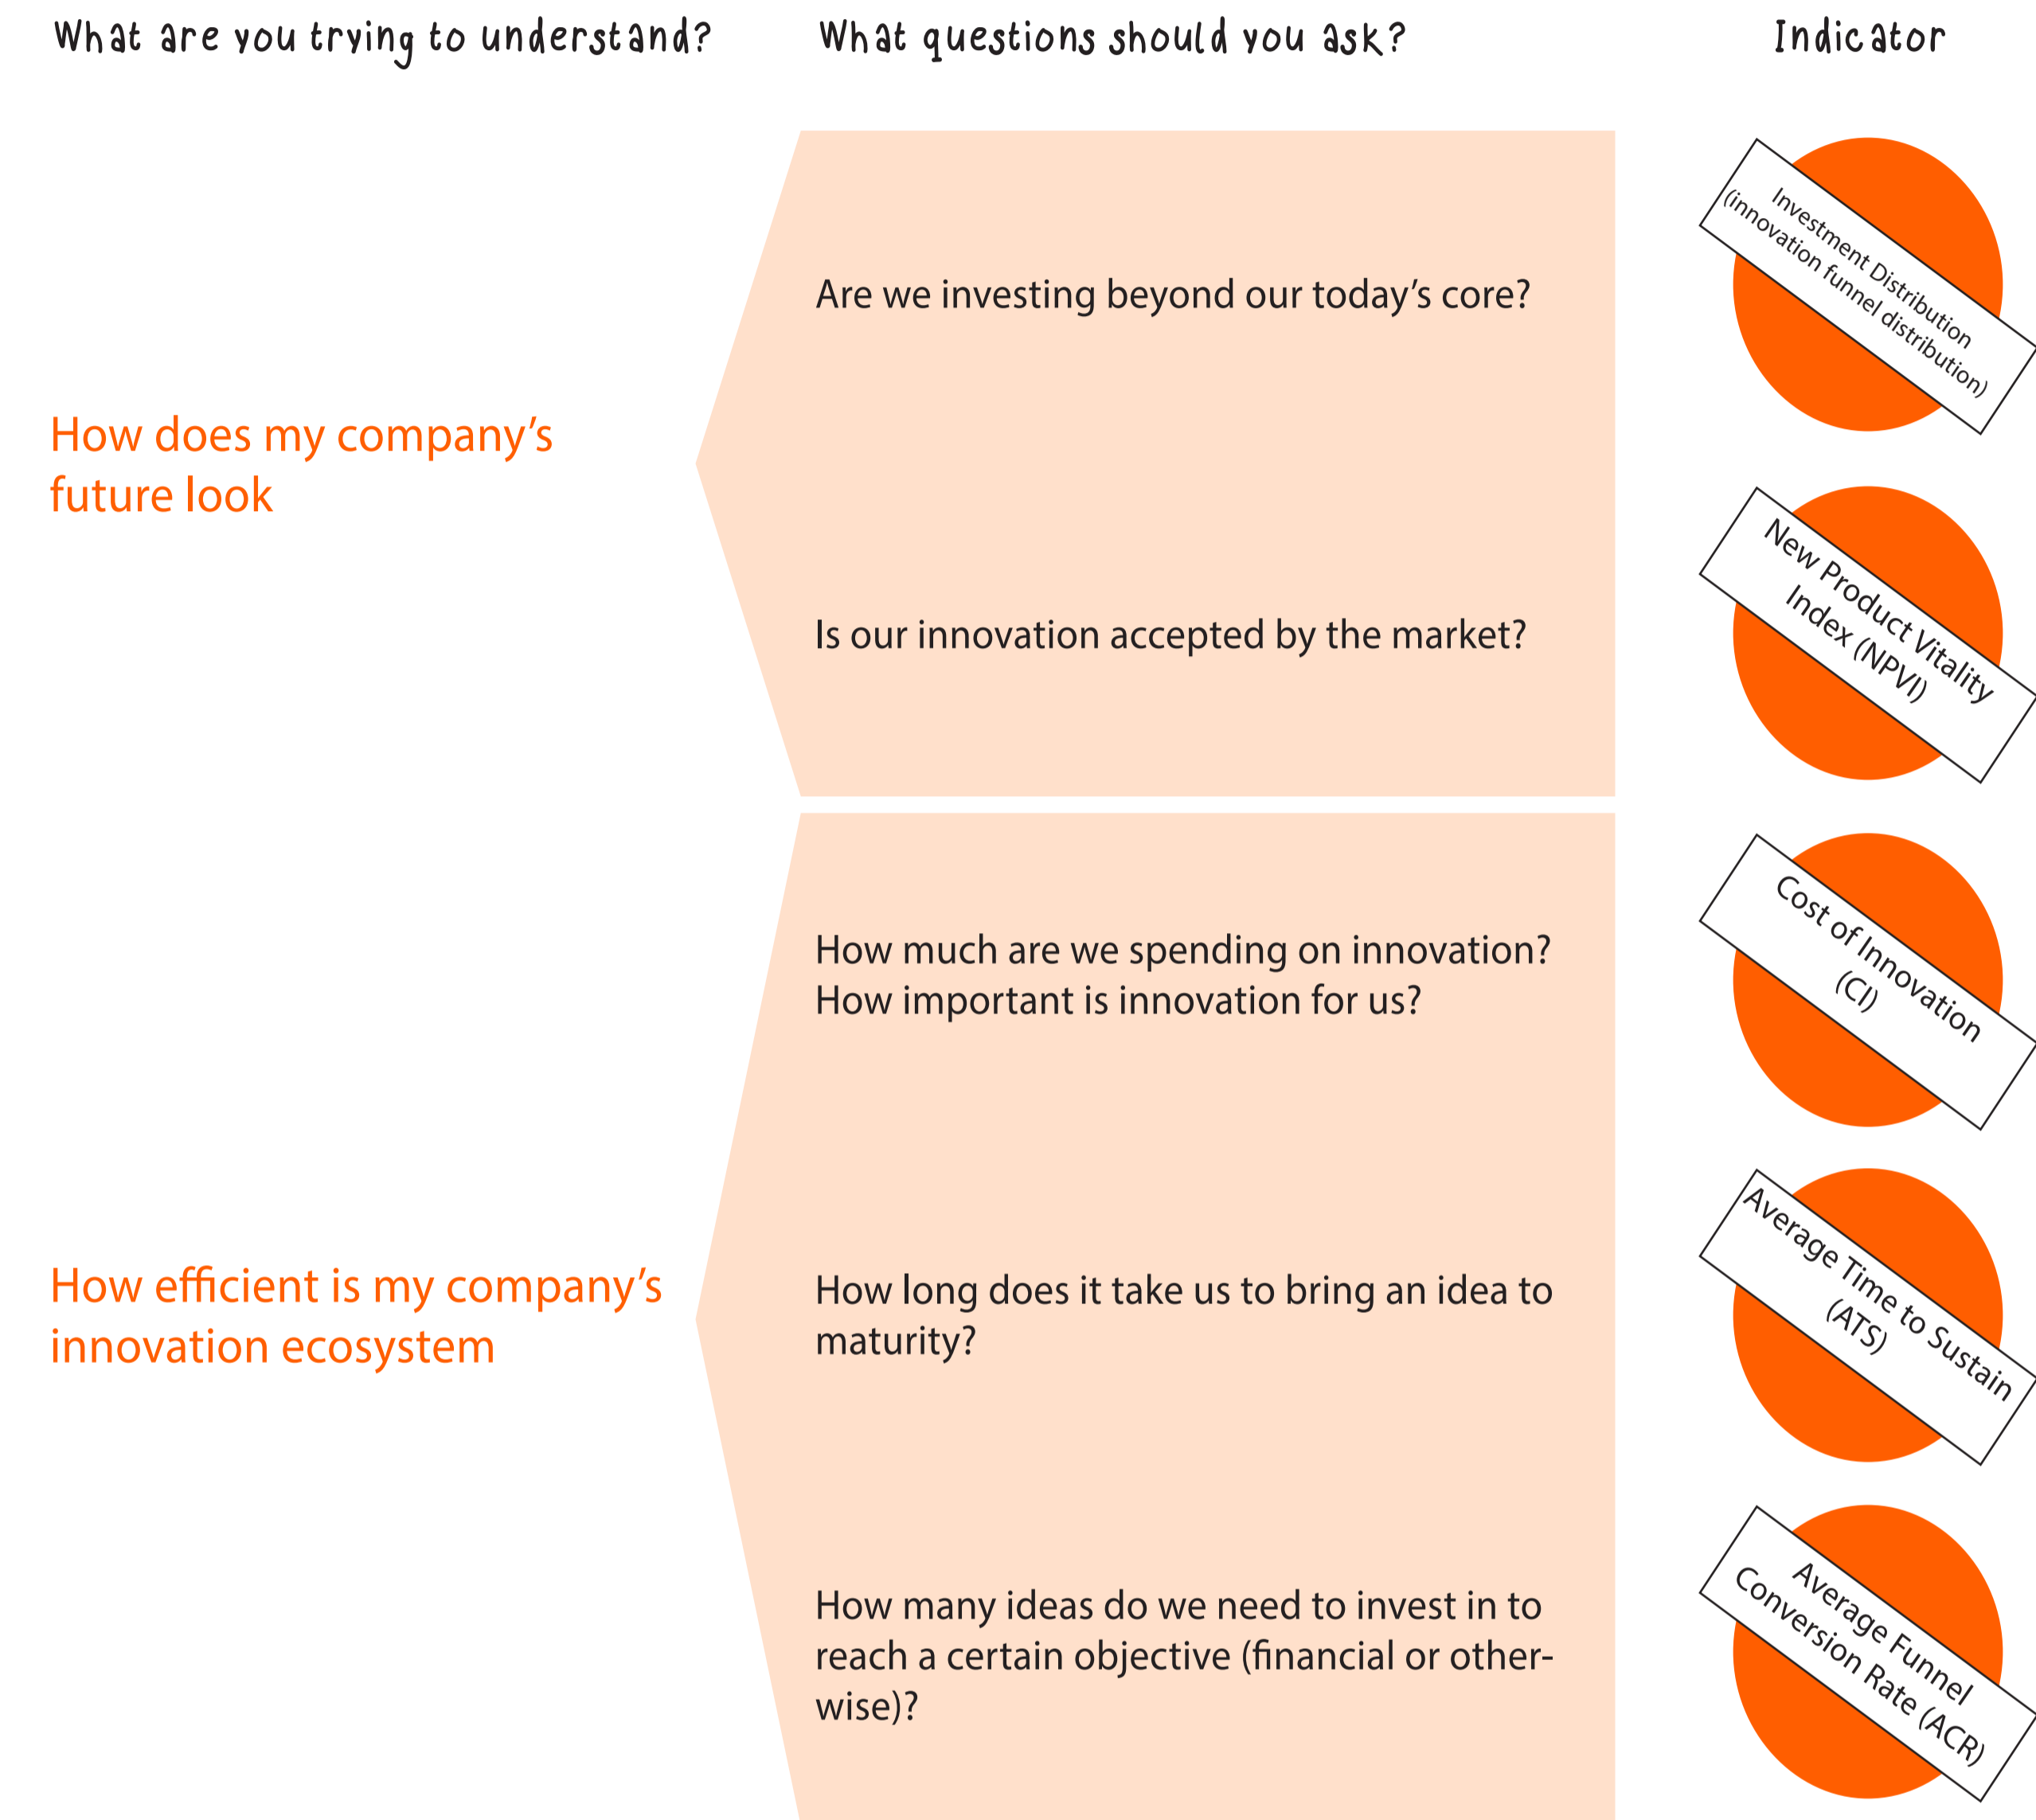 What are you trying to understand?
What questions should you ask?
Indicator
How does my company’s
future look
Are we investing beyond our today’s core?
Investment Distribution
(innovation funnel distribution)
Is our innovation accepted by the market?
New Product Vitality
Index (NPVI)
How efficient is my company’s
innovation ecosystem
How much are we spending on innovation?
How important is innovation for us?
Cost of Innovation
(CI)
How long does it take us to bring an idea to
maturity?
Average Time to Sustain
(ATS)
How many ideas do we need to invest in to
reach a certain objective (financial or other-
wise)?
Average Funnel
Conversion Rate (ACR)